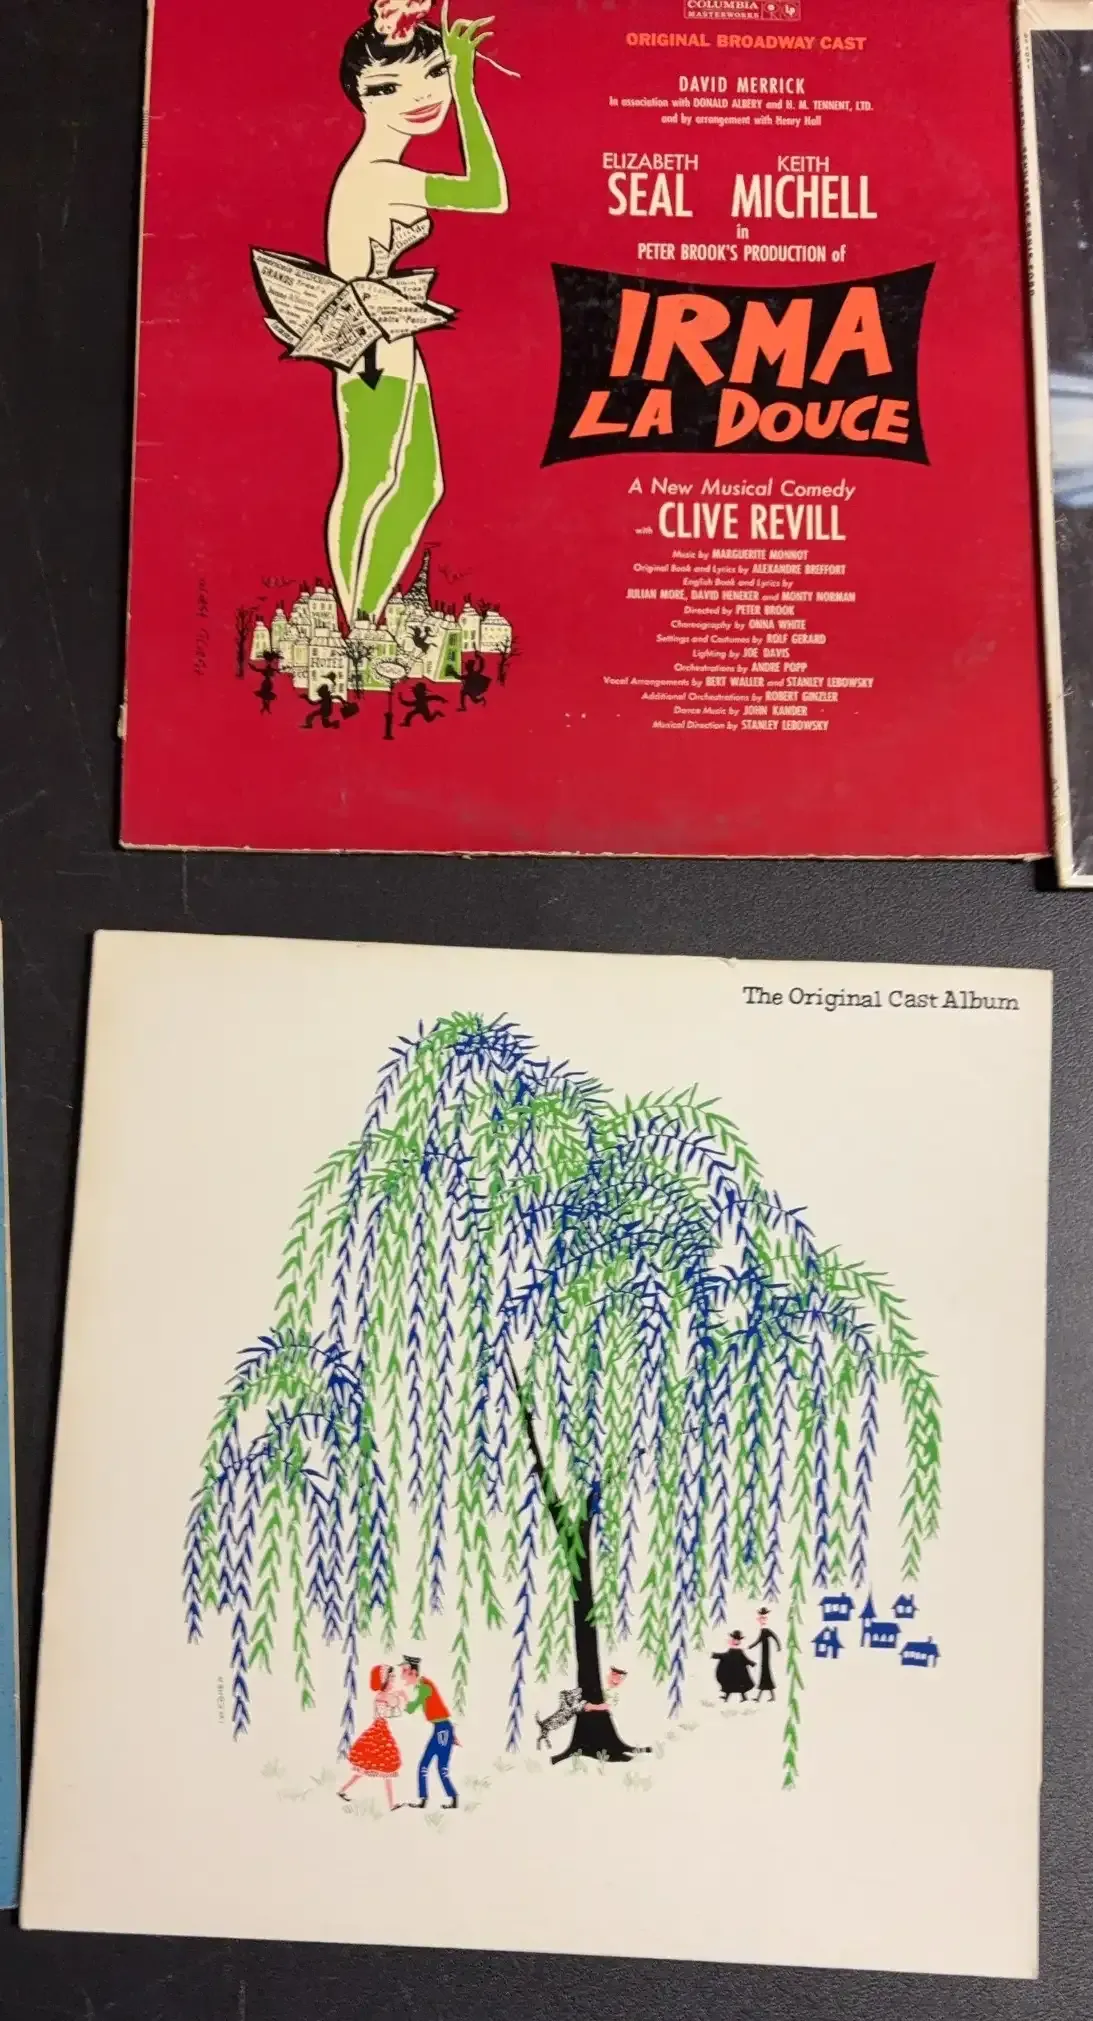 COLUMBIA
MASTERWORKS
LP
ORIGINAL BROADWAY CAST
DAVID MERRICK
In association with DONALD ALBERY and H. M. TENNENT, LTD.
and by arrangement with Henry Hall
ELIZABETH KEITH
SEAL MICHELL
in
PETER BROOK'S PRODUCTION of
IRMA
LA DOUCE
A New Musical Comedy
with CLIVE REVILL
Music by MARGUERITE MONNOT
Original Book and Lyrics by ALEXANDRE BREFFORT
English Book and Lyrics by
JULIAN MORE, DAVID HENEKER and MONTY NORMAN
Directed by PETER BROOK
Choreography by ONNA WHITE
Settings and Costumes by ROLF GERARD
Lighting by JOE DAVIS
Orchestrations by ANDRE POPP
Vocal Arrangements by BERT WALLER and STANLEY LEBOWSKY
Additional Orchestrations by ROBERT GINZLER
Dance Music by JOHN KANDER
Musical Direction by STANLEY LEBOWSKY
GRANDS
HOTEL
The Original Cast Album